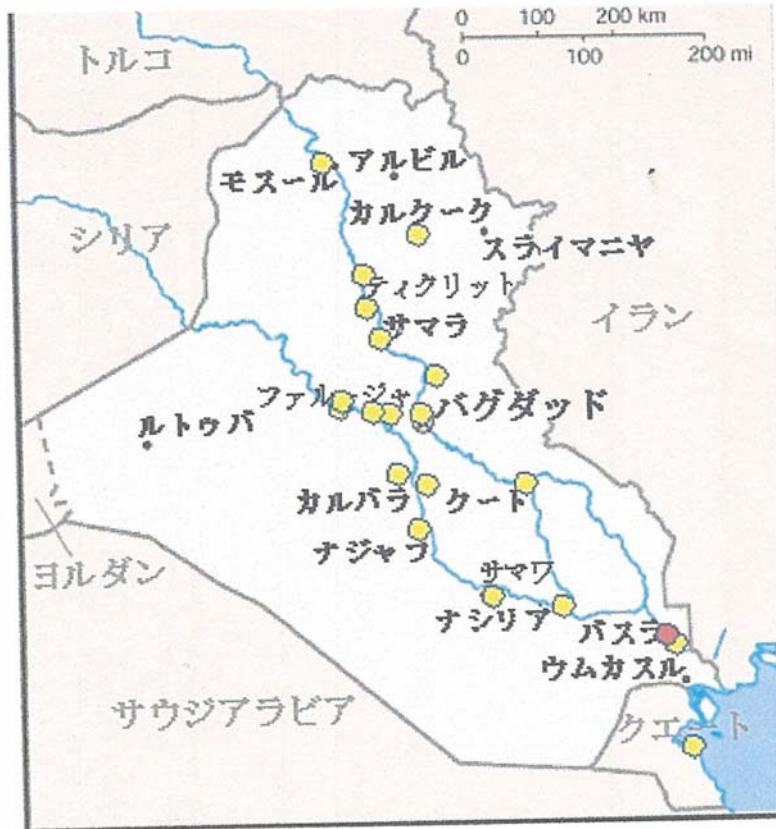 0 100 200 km
0 100 200 mi
トルコ
アルビル
モスール
カルケーク
シリア
スライマニヤ
ティクリット
イラン
サマラ
ファルージャ
バグダッド
ルトゥバ
カルバラ
クート
ナジャフ
サマワ
ヨルダン
ナシリア
バスラ
ウムカスル
サウジアラビア
クエート